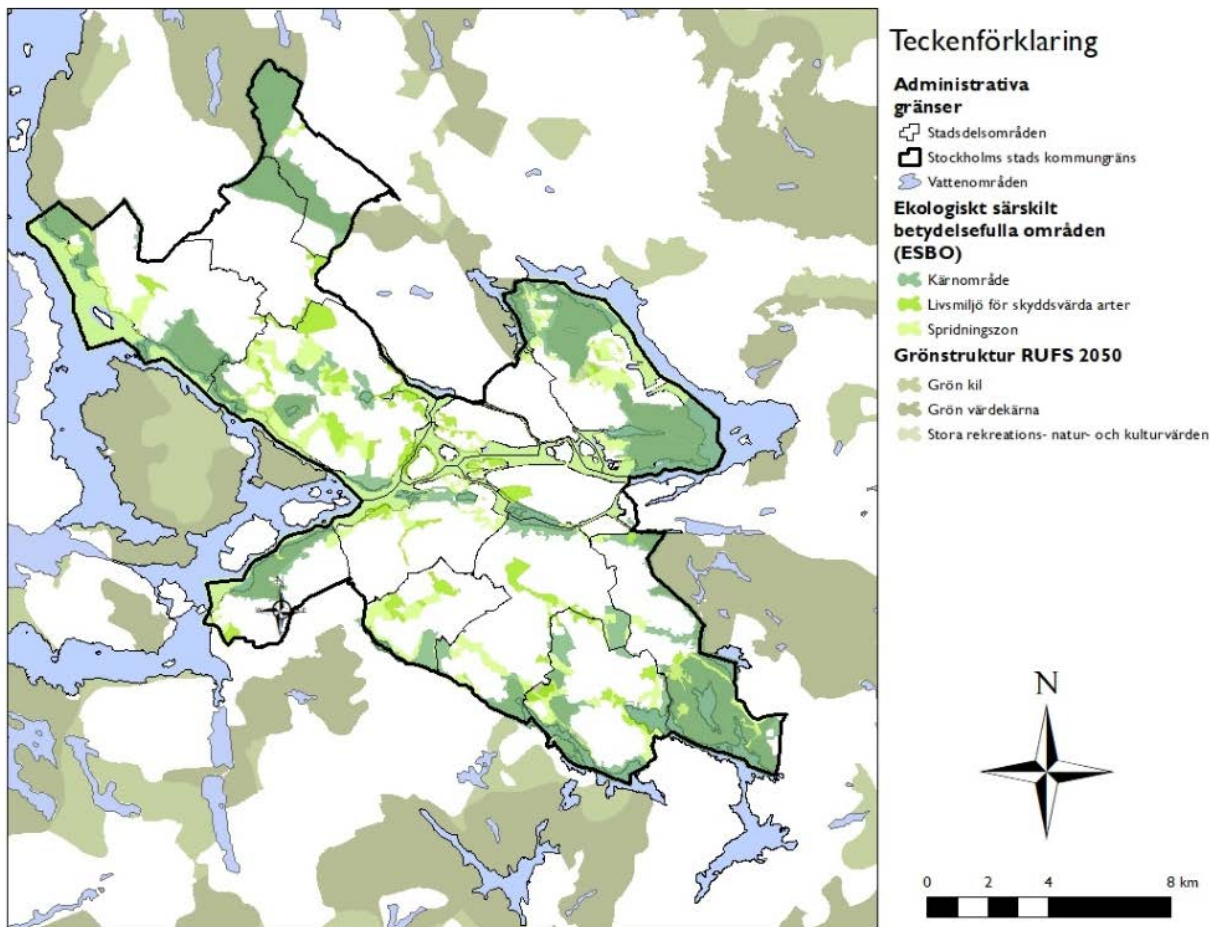 Teckenförklaring
Administrativa
gränser
Stadsdelsområden
Stockholms stads kommungräns
Vattenområden
Ekologiskt särskilt
betydelsefulla områden
(ESBO)
Kärnområde
Livsmiljö för skyddsvärda arter
Spridningszon
Grönstruktur RUFS 2050
Grön kil
Grön värdekärna
Stora rekreations- natur- och kulturvärden
N
0 2 4 8 km